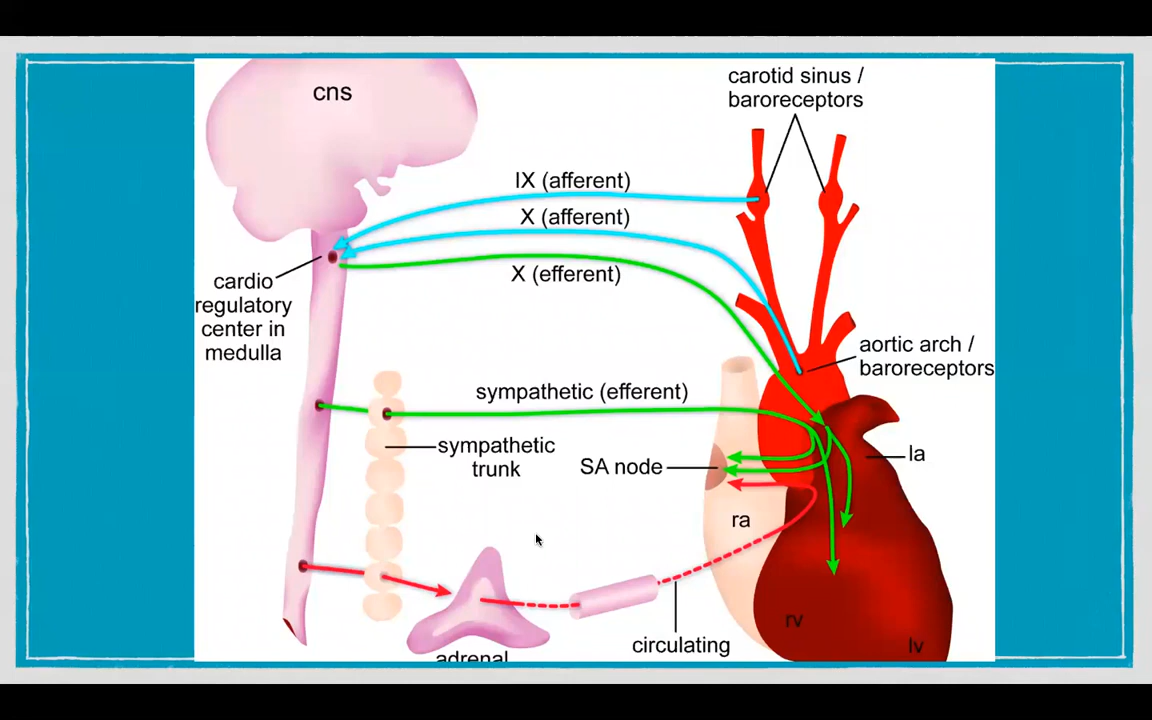 cns
carotid sinus /
baroreceptors
IX (afferent)
X (afferent)
X (efferent)
cardio
regulatory
center in
medulla
aortic arch /
baroreceptors
sympathetic (efferent)
sympathetic
trunk
SA node
la
ra
rv
lv
circulating
adrenal